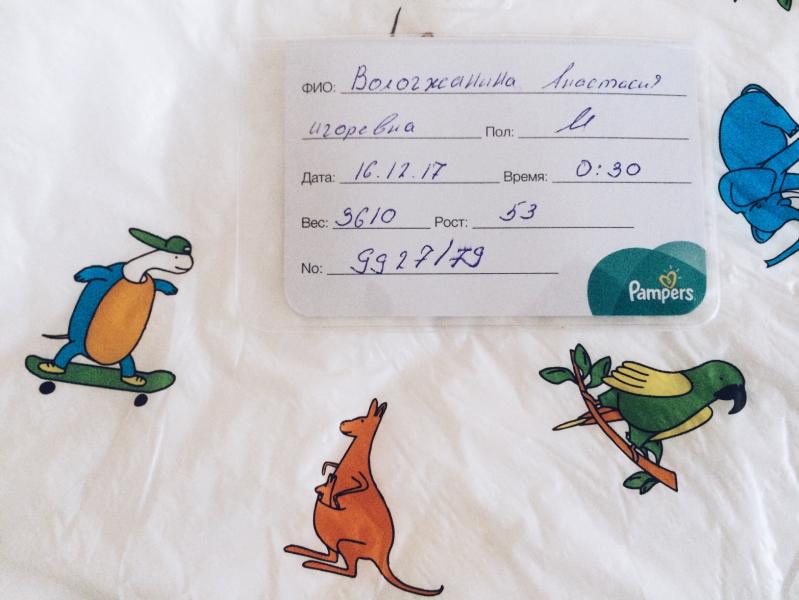 ФИО: Вологжанина Анастасия
игоревна Пол: М
Дата: 16.12.17 Время: 0:30
Вес: 3610 Рост: 53
No: 9927/79
Pampers